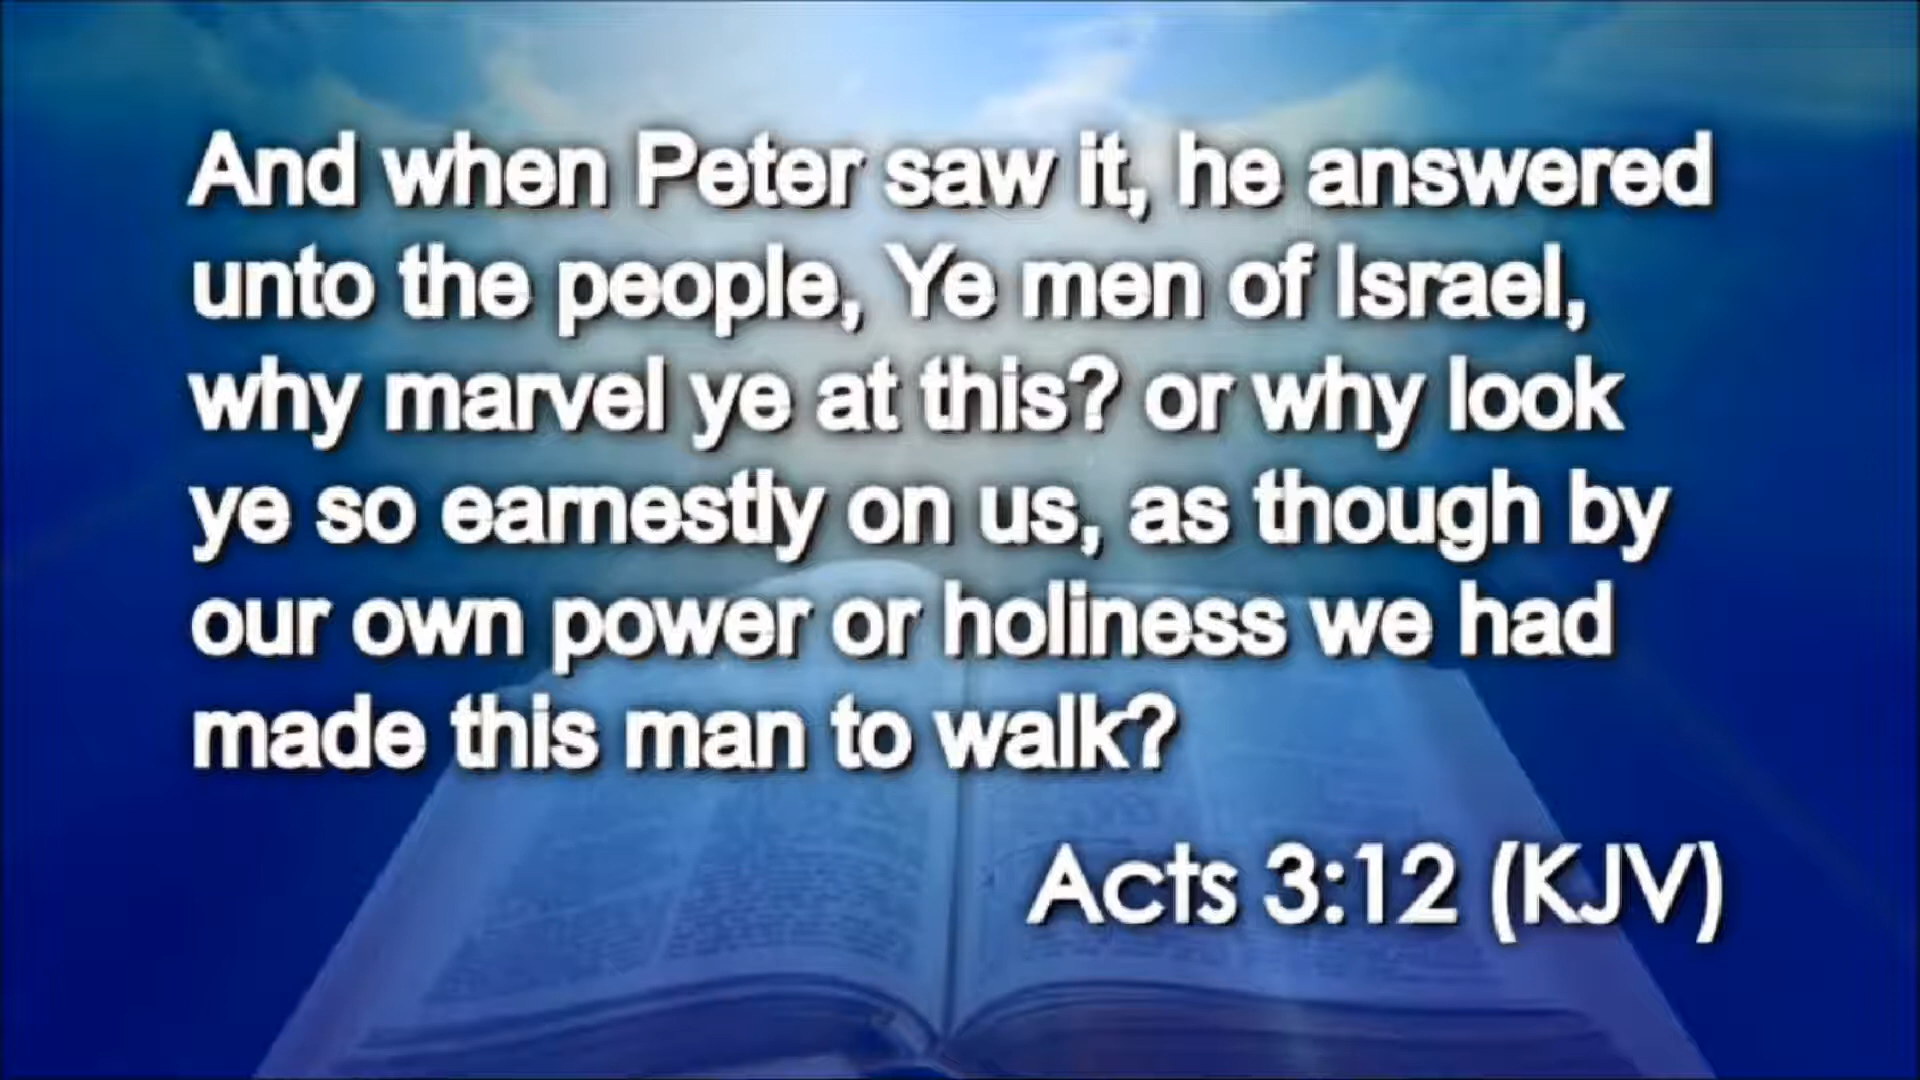 And when Peter saw it, he answered
unto the people, Ye men of Israel,
why marvel ye at this? or why look
ye so earnestly on us, as though by
our own power or holiness we had
made this man to walk?
Acts 3:12 (KJV)